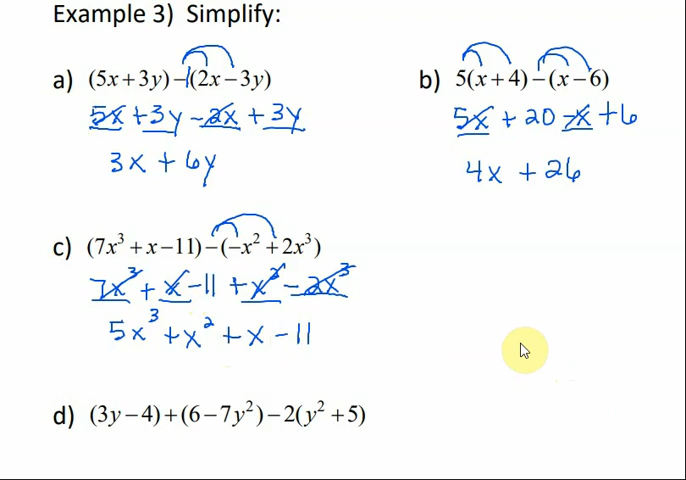 Example 3) Simplify:
a) (5x+3y)−1(2x−3y)
5x + 3y − 2x + 3y
3x + 6y
b) 5(x+4)−(x−6)
5x + 20 − x + 6
4x + 26
c) (7x³+x−11)−(−x²+2x³)
7x³ + x − 11 + x² − 2x³
5x³ + x² + x − 11
d) (3y−4)+(6−7y²)−2(y²+5)